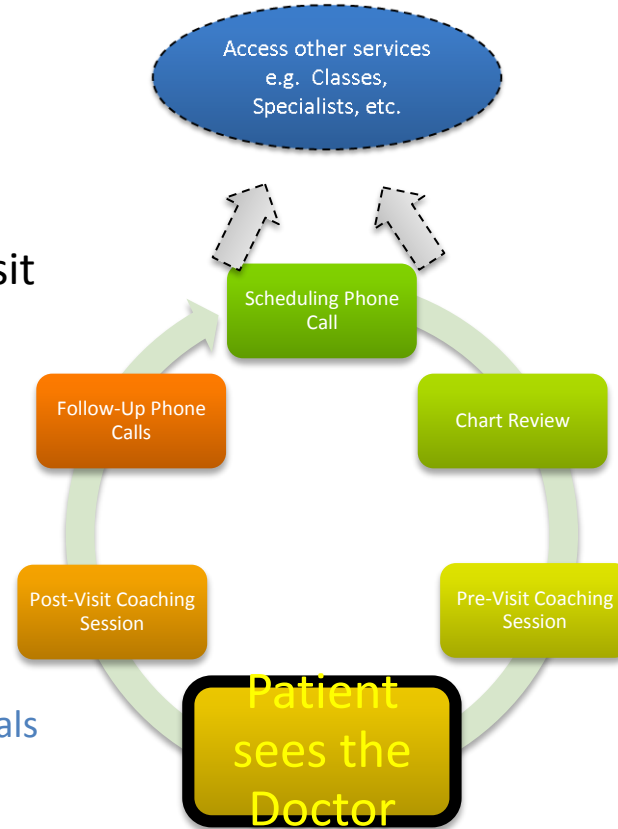 Access other services
e.g. Classes,
Specialists, etc.
sit
Scheduling Phone
Call
Follow-Up Phone
Calls
Chart Review
Post-Visit Coaching
Session
Pre-Visit Coaching
Session
Patient
sees the
Doctor
als